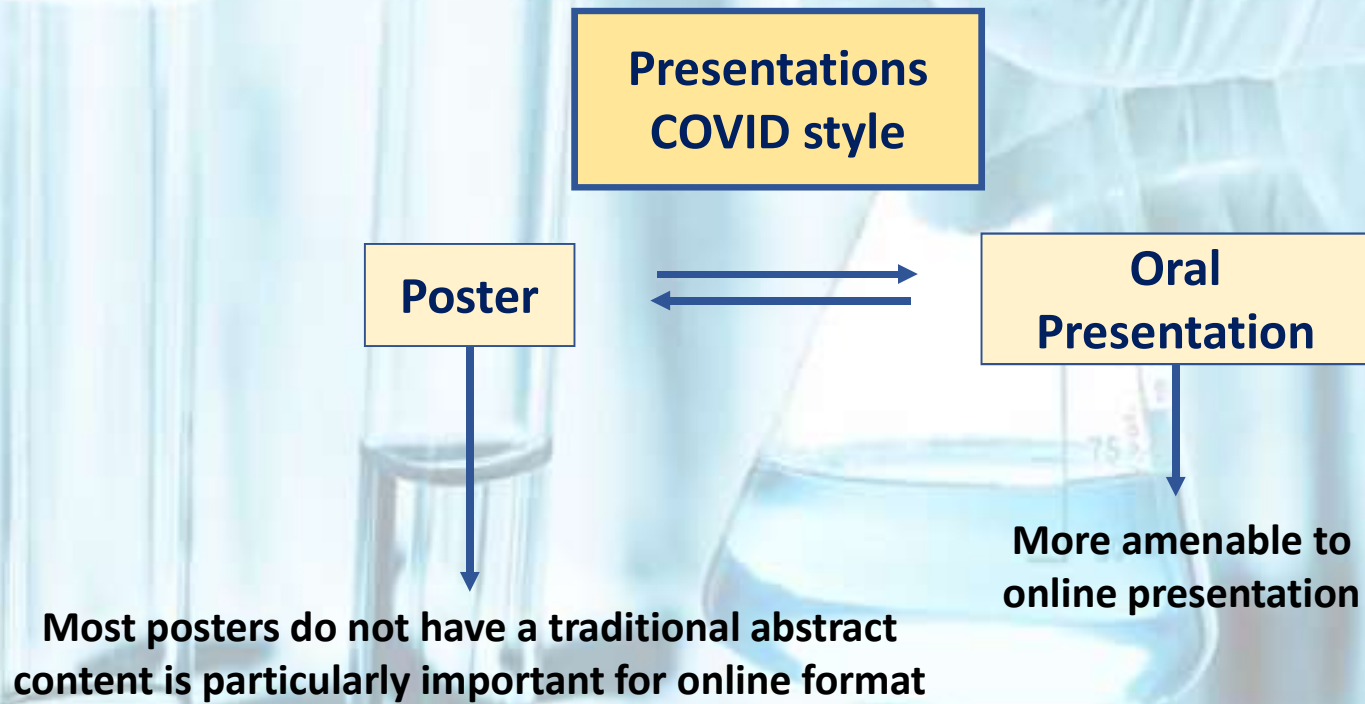 Presentations
COVID style
Poster
Oral
Presentation
More amenable to
online presentation
Most posters do not have a traditional abstract
content is particularly important for online format
75